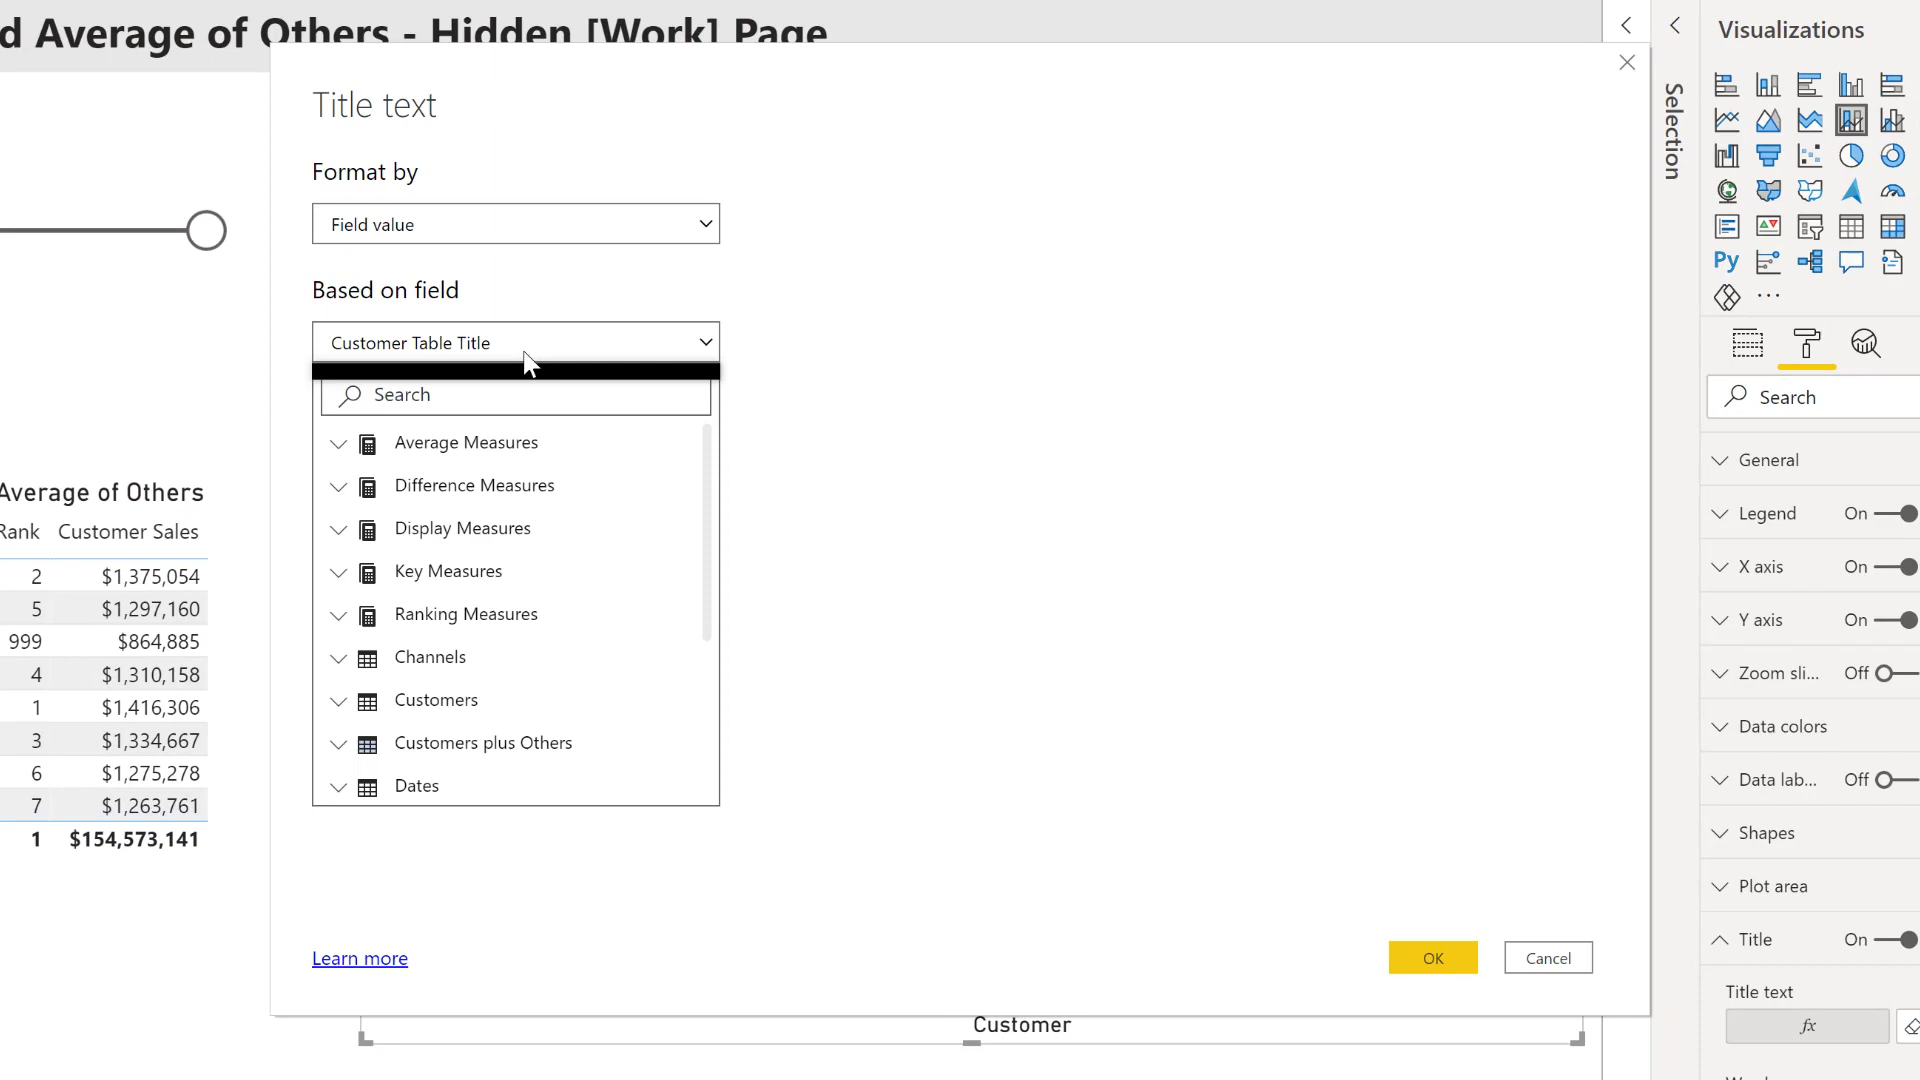 d Average of Others - Hidden [Work] Page
Visualizations
Title text
Selection
Format by
Field value
Based on field
Customer Table Title
Search
Average Measures
Difference Measures
Display Measures
Key Measures
Ranking Measures
Channels
Customers
Customers plus Others
Dates
Learn more
OK
Cancel
Average of Others
Rank Customer Sales
2 $1,375,054
5 $1,297,160
999 $864,885
4 $1,310,158
1 $1,416,306
3 $1,334,667
6 $1,275,278
7 $1,263,761
1 $154,573,141
Customer
Py
...
Search
General
Legend On
X axis On
Y axis On
Zoom sli... Off
Data colors
Data lab... Off
Shapes
Plot area
Title On
Title text
fx